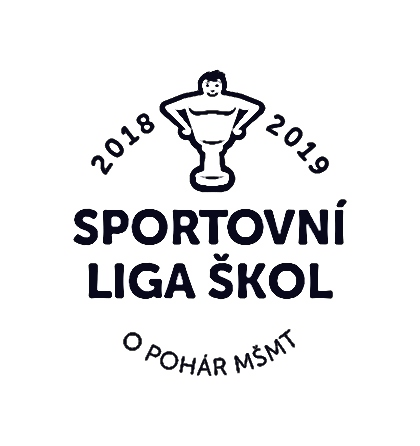 2018 2019
SPORTOVNÍ
LIGA ŠKOL
O POHÁR MŠMT